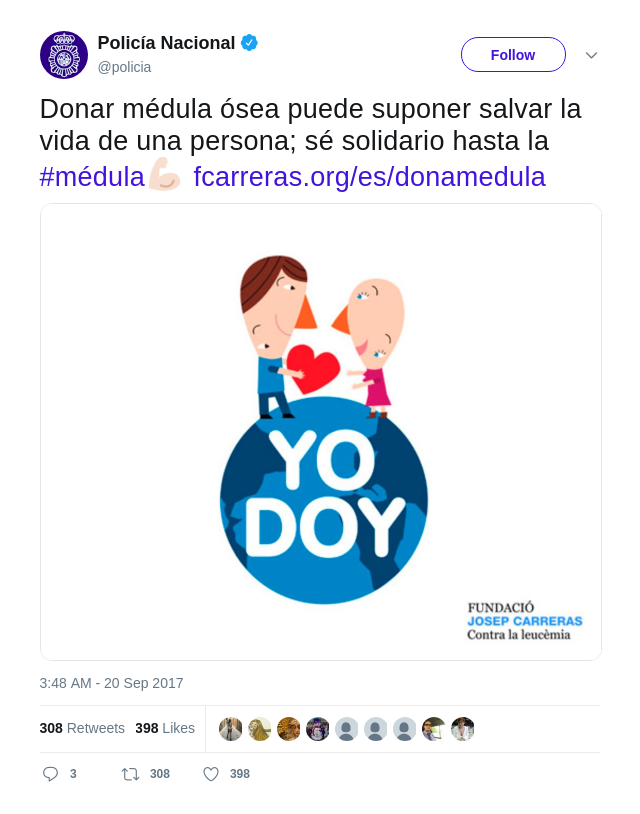 Policía Nacional
@policia
Follow
Donar médula ósea puede suponer salvar la
vida de una persona; sé solidario hasta la
#médula💪🏻 fcarreras.org/es/donamedula
YO
DOY
FUNDACIÓ
JOSEP CARRERAS
Contra la leucèmia
3:48 AM - 20 Sep 2017
308 Retweets 398 Likes
3 308 398